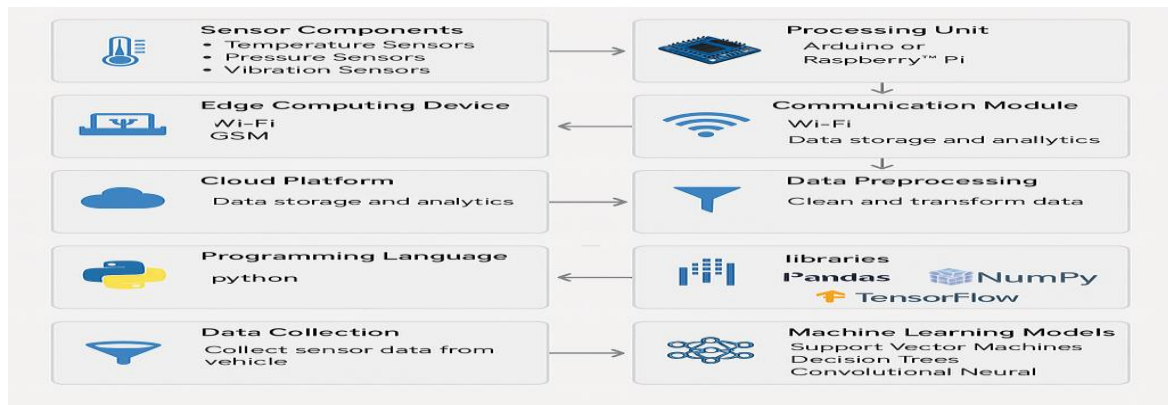 Sensor Components
• Temperature Sensors
• Pressure Sensors
• Vibration Sensors
Processing Unit
Arduino or
Raspberry™ Pi
Edge Computing Device
Wi-Fi
GSM
Communication Module
Wi-Fi
Data storage and anallytics
Cloud Platform
Data storage and analytics
Data Preprocessing
Clean and transform data
Programming Language
python
libraries
Pandas
NumPy
TensorFlow
Data Collection
Collect sensor data from
vehicle
Machine Learning Models
Support Vector Machines
Decision Trees
Convolutional Neural